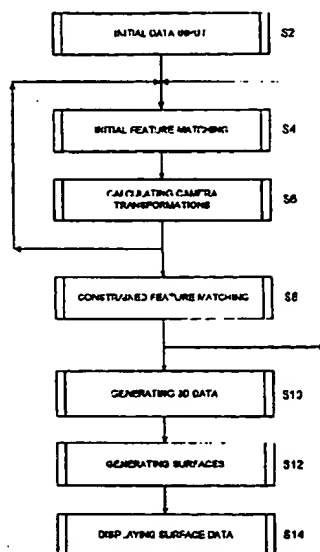 INITIAL DATA INPUT S2
INITIAL FEATURE MATCHING S4
CALCULATING CAMERA
TRANSFORMATIONS S6
CONSTRAINED FEATURE MATCHING S8
GENERATING 3D DATA S10
GENERATING SURFACES S12
DISPLAYING SURFACE DATA S14